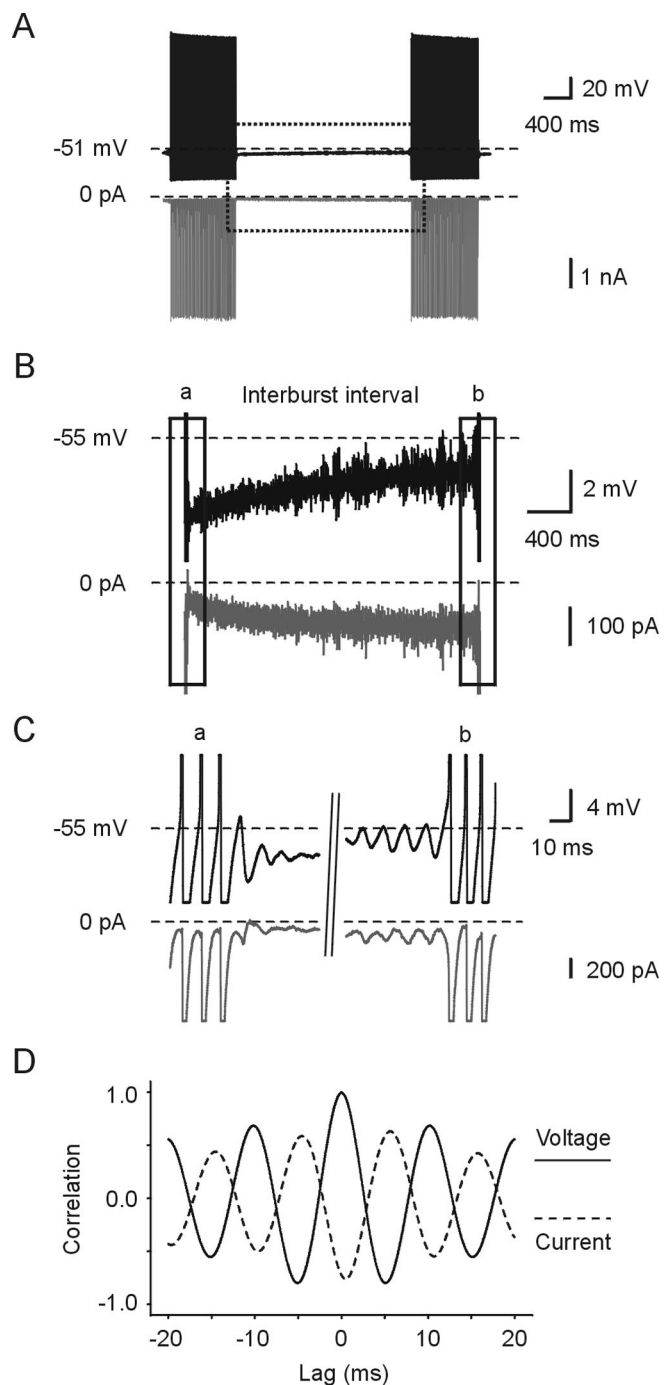 A
20 mV
400 ms
-51 mV
0 pA
1 nA
B
a Interburst interval b
-55 mV
2 mV
400 ms
0 pA
100 pA
C
a b
4 mV
-55 mV
10 ms
0 pA
200 pA
D
1.0
Voltage
0.0
Correlation
Current
-1.0
-20 -10 0 10 20
Lag (ms)